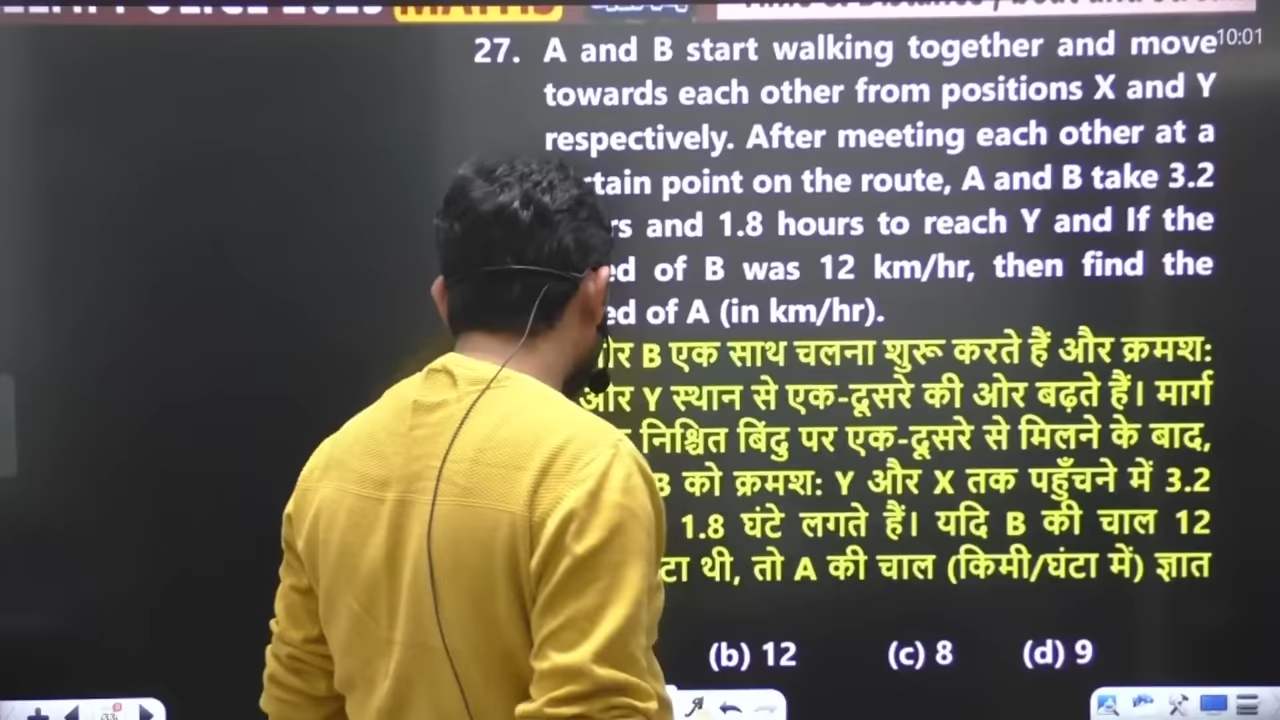 MATHS
10:01
27. A and B start walking together and move
towards each other from positions X and Y
respectively. After meeting each other at a
tain point on the route, A and B take 3.2
rs and 1.8 hours to reach Y and If the
ed of B was 12 km/hr, then find the
ed of A (in km/hr).
B एक साथ चलना शुरू करते हैं और क्रमश:
और Y स्थान से एक-दूसरे की ओर बढ़ते हैं। मार्ग
निश्चित बिंदु पर एक-दूसरे से मिलने के बाद,
B को क्रमश: Y और X तक पहुँचने में 3.2
1.8 घंटे लगते हैं। यदि B की चाल 12
टा थी, तो A की चाल (किमी/घंटा में) ज्ञात
(b) 12 (c) 8 (d) 9